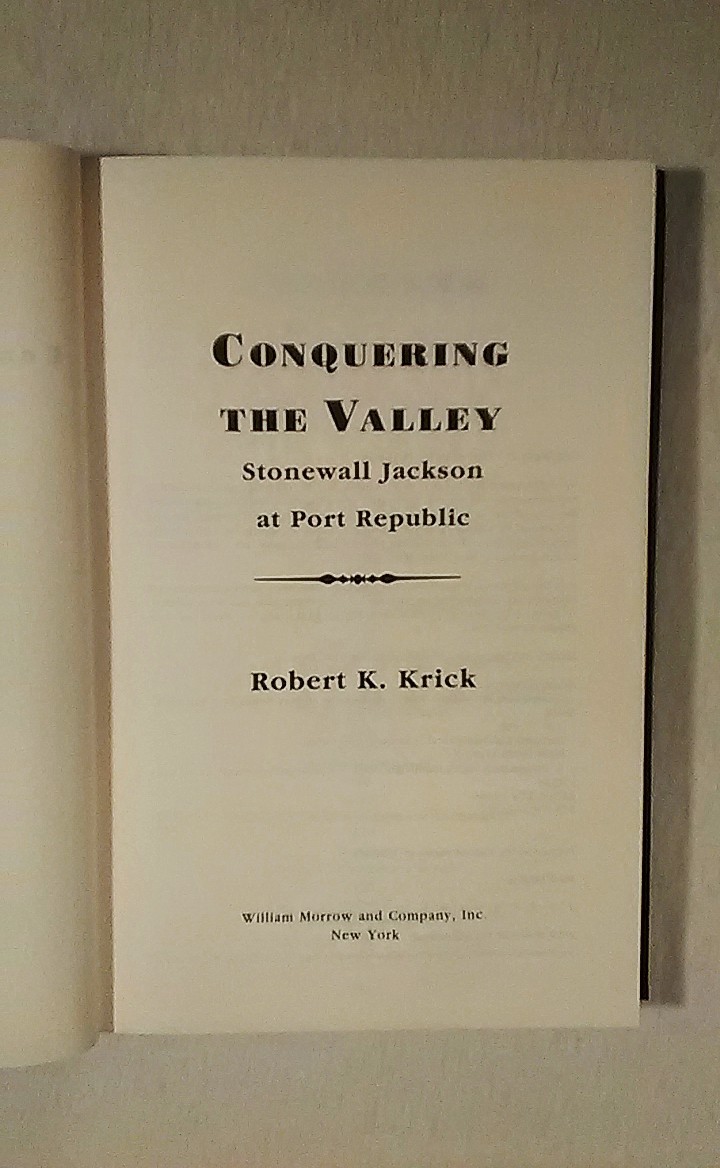 CONQUERING
THE VALLEY
Stonewall Jackson
at Port Republic
Robert K. Krick
William Morrow and Company, Inc.
New York